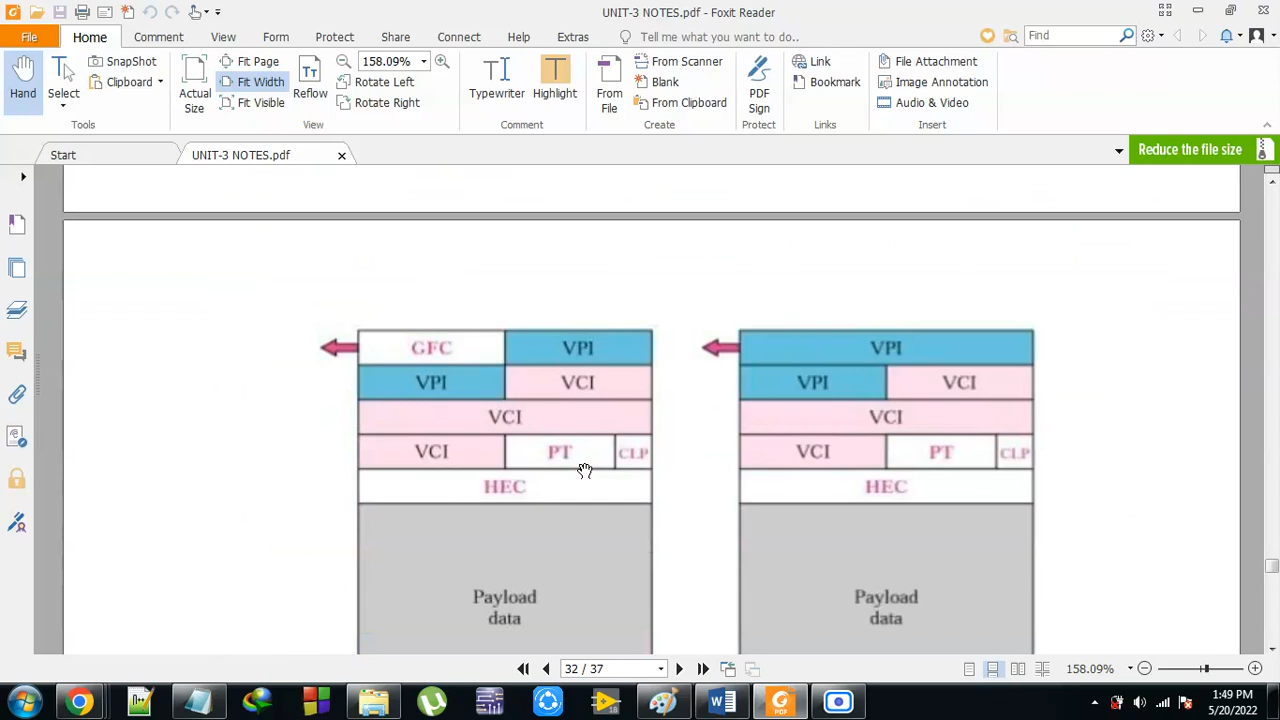 UNIT-3 NOTES.pdf - Foxit Reader
File Home Comment View Form Protect Share Connect Help Extras Tell me what you want to do.. Find
Hand
Select
SnapShot
Clipboard
Tools
Actual Size
Fit Page
Fit Width
Fit Visible
Reflow
Rotate Left
Rotate Right
158.09%
View
Typewriter
Highlight
Comment
From File
From Scanner
Blank
From Clipboard
Create
PDF Sign
Protect
Link
Bookmark
Links
File Attachment
Image Annotation
Audio & Video
Insert
Start UNIT-3 NOTES.pdf Reduce the file size
GFC VPI
VPI VCI
VCI
VCI PT CLP
HEC
Payload
data
VPI
VPI VCI
VCI
VCI PT CLP
HEC
Payload
data
32 / 37 158.09%
1:49 PM
5/20/2022